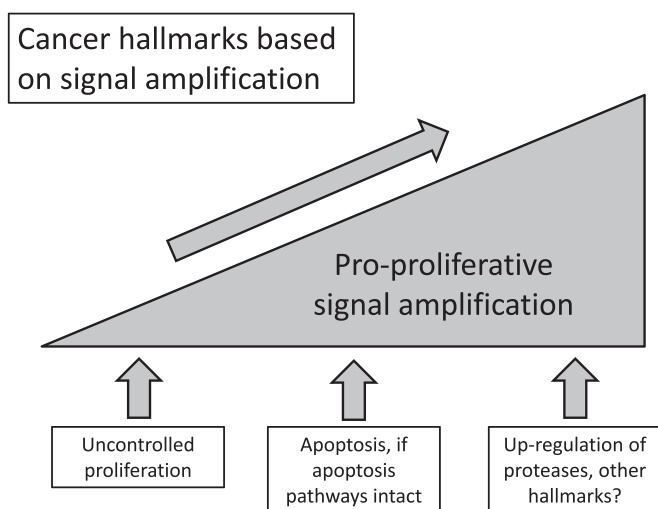 Cancer hallmarks based
on signal amplification
Pro-proliferative
signal amplification
Uncontrolled
proliferation
Apoptosis, if
apoptosis
pathways intact
Up-regulation of
proteases, other
hallmarks?